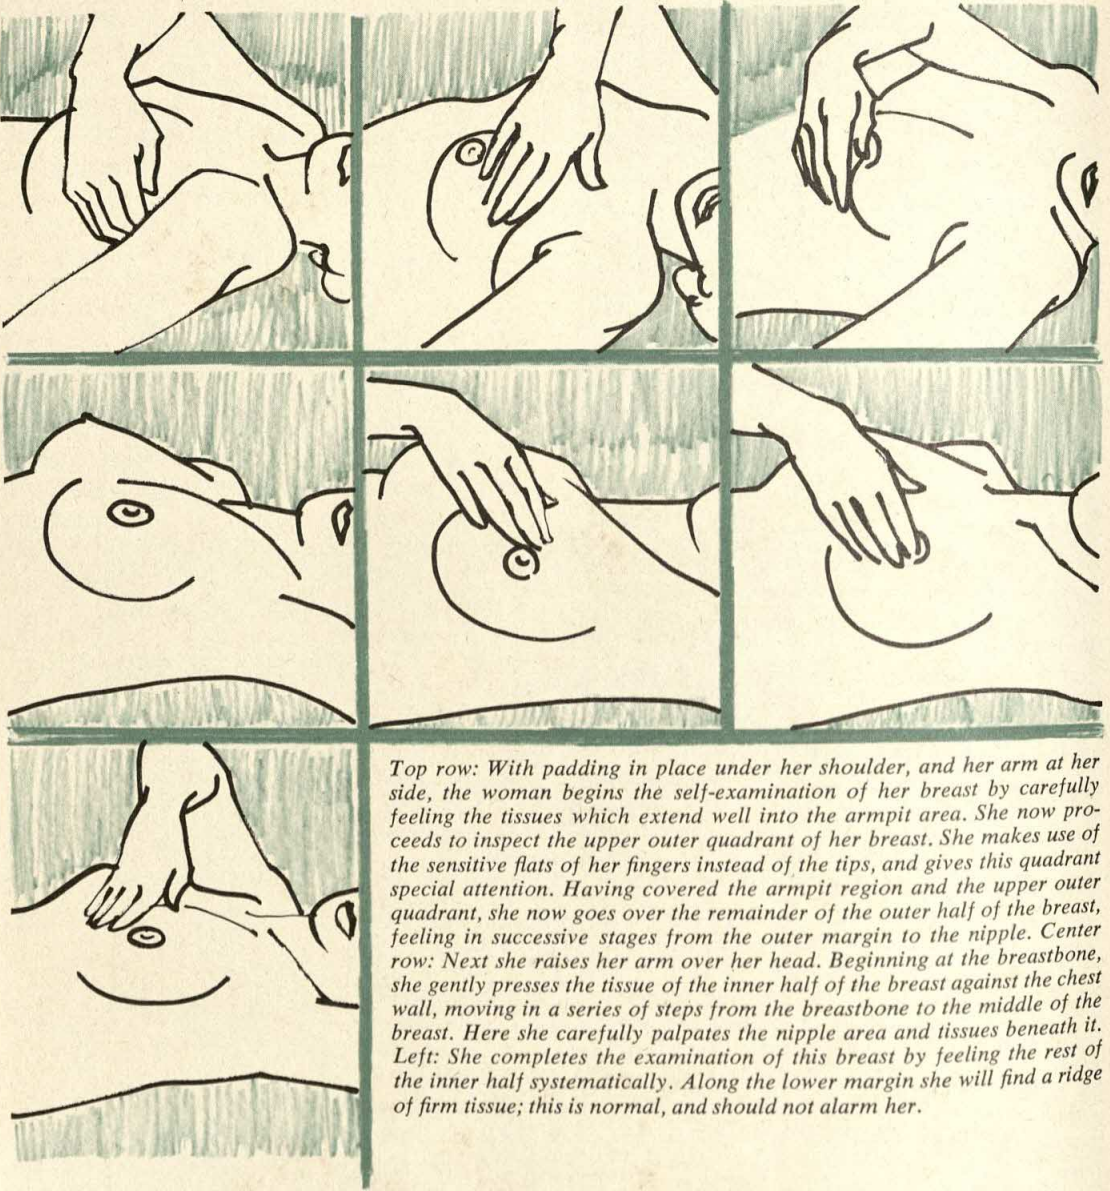 Top row: With padding in place under her shoulder, and her arm at her
side, the woman begins the self-examination of her breast by carefully
feeling the tissues which extend well into the armpit area. She now pro-
ceeds to inspect the upper outer quadrant of her breast. She makes use of
the sensitive flats of her fingers instead of the tips, and gives this quadrant
special attention. Having covered the armpit region and the upper outer
quadrant, she now goes over the remainder of the outer half of the breast,
feeling in successive stages from the outer margin to the nipple. Center
row: Next she raises her arm over her head. Beginning at the breastbone,
she gently presses the tissue of the inner half of the breast against the chest
wall, moving in a series of steps from the breastbone to the middle of the
breast. Here she carefully palpates the nipple area and tissues beneath it.
Left: She completes the examination of this breast by feeling the rest of
the inner half systematically. Along the lower margin she will find a ridge
of firm tissue; this is normal, and should not alarm her.